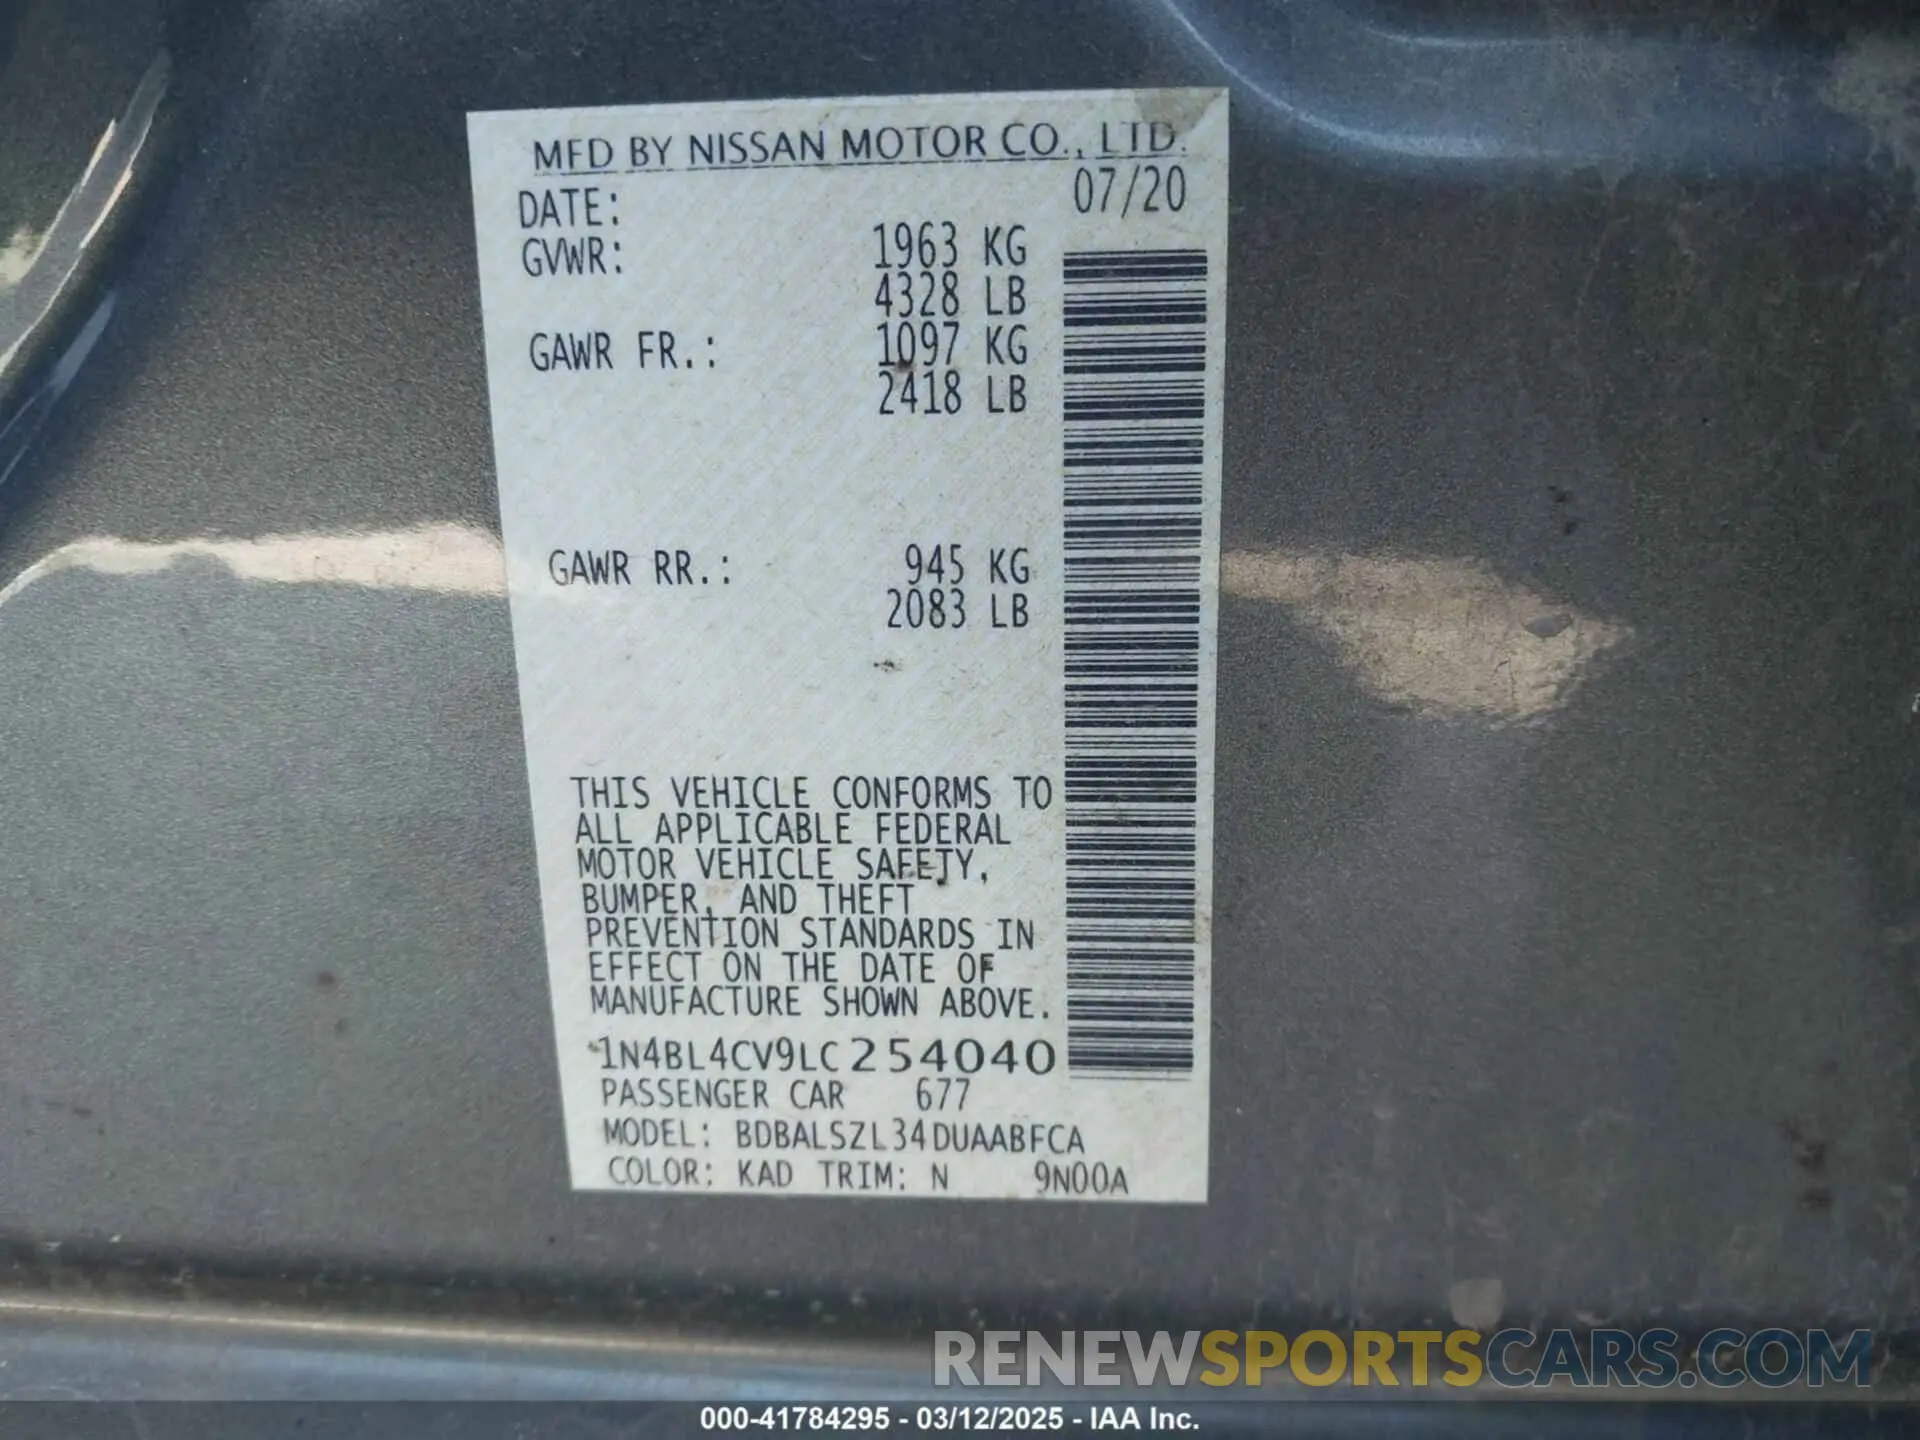 MFD BY NISSAN MOTOR CO., LTD.
DATE: 07/20
GVWR: 1963 KG
4328 LB
GAWR FR.: 1097 KG
2418 LB
GAWR RR.: 945 KG
2083 LB
THIS VEHICLE CONFORMS TO
ALL APPLICABLE FEDERAL
MOTOR VEHICLE SAFETY,
BUMPER, AND THEFT
PREVENTION STANDARDS IN
EFFECT ON THE DATE OF
MANUFACTURE SHOWN ABOVE.
1N4BL4CV9LC254040
PASSENGER CAR 677
MODEL: BDBALSZL34DUAABFCA
COLOR: KAD TRIM: N 9N00A
RENEWSPORTSCARS.COM
000-41784295 - 03/12/2025 - IAA Inc.